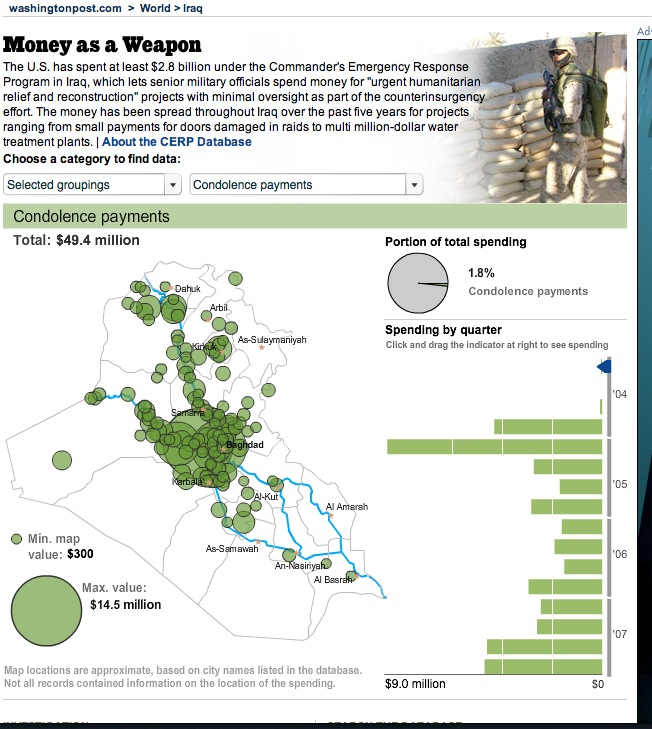 washingtonpost.com > World > Iraq
Ad
Money as a Weapon
The U.S. has spent at least $2.8 billion under the Commander's Emergency Response
Program in Iraq, which lets senior military officials spend money for "urgent humanitarian
relief and reconstruction" projects with minimal oversight as part of the counterinsurgency
effort. The money has been spread throughout Iraq over the past five years for projects
ranging from small payments for doors damaged in raids to multi million-dollar water
treatment plants. | About the CERP Database
Choose a category to find data:
Selected groupings
Condolence payments
Condolence payments
Total: $49.4 million
Dahuk
Arbil
Kirkuk
As-Sulaymaniyah
Samarra
Baghdad
Karbala
Al-Kut
Al Amarah
As-Samawah
An-Nasiriyah
Al Basrah
Min. map
value: $300
Max. value:
$14.5 million
Map locations are approximate, based on city names listed in the database.
Not all records contained information on the location of the spending.
Portion of total spending
1.8%
Condolence payments
Spending by quarter
Click and drag the indicator at right to see spending
'04
'05
'06
'07
$9.0 million
$0